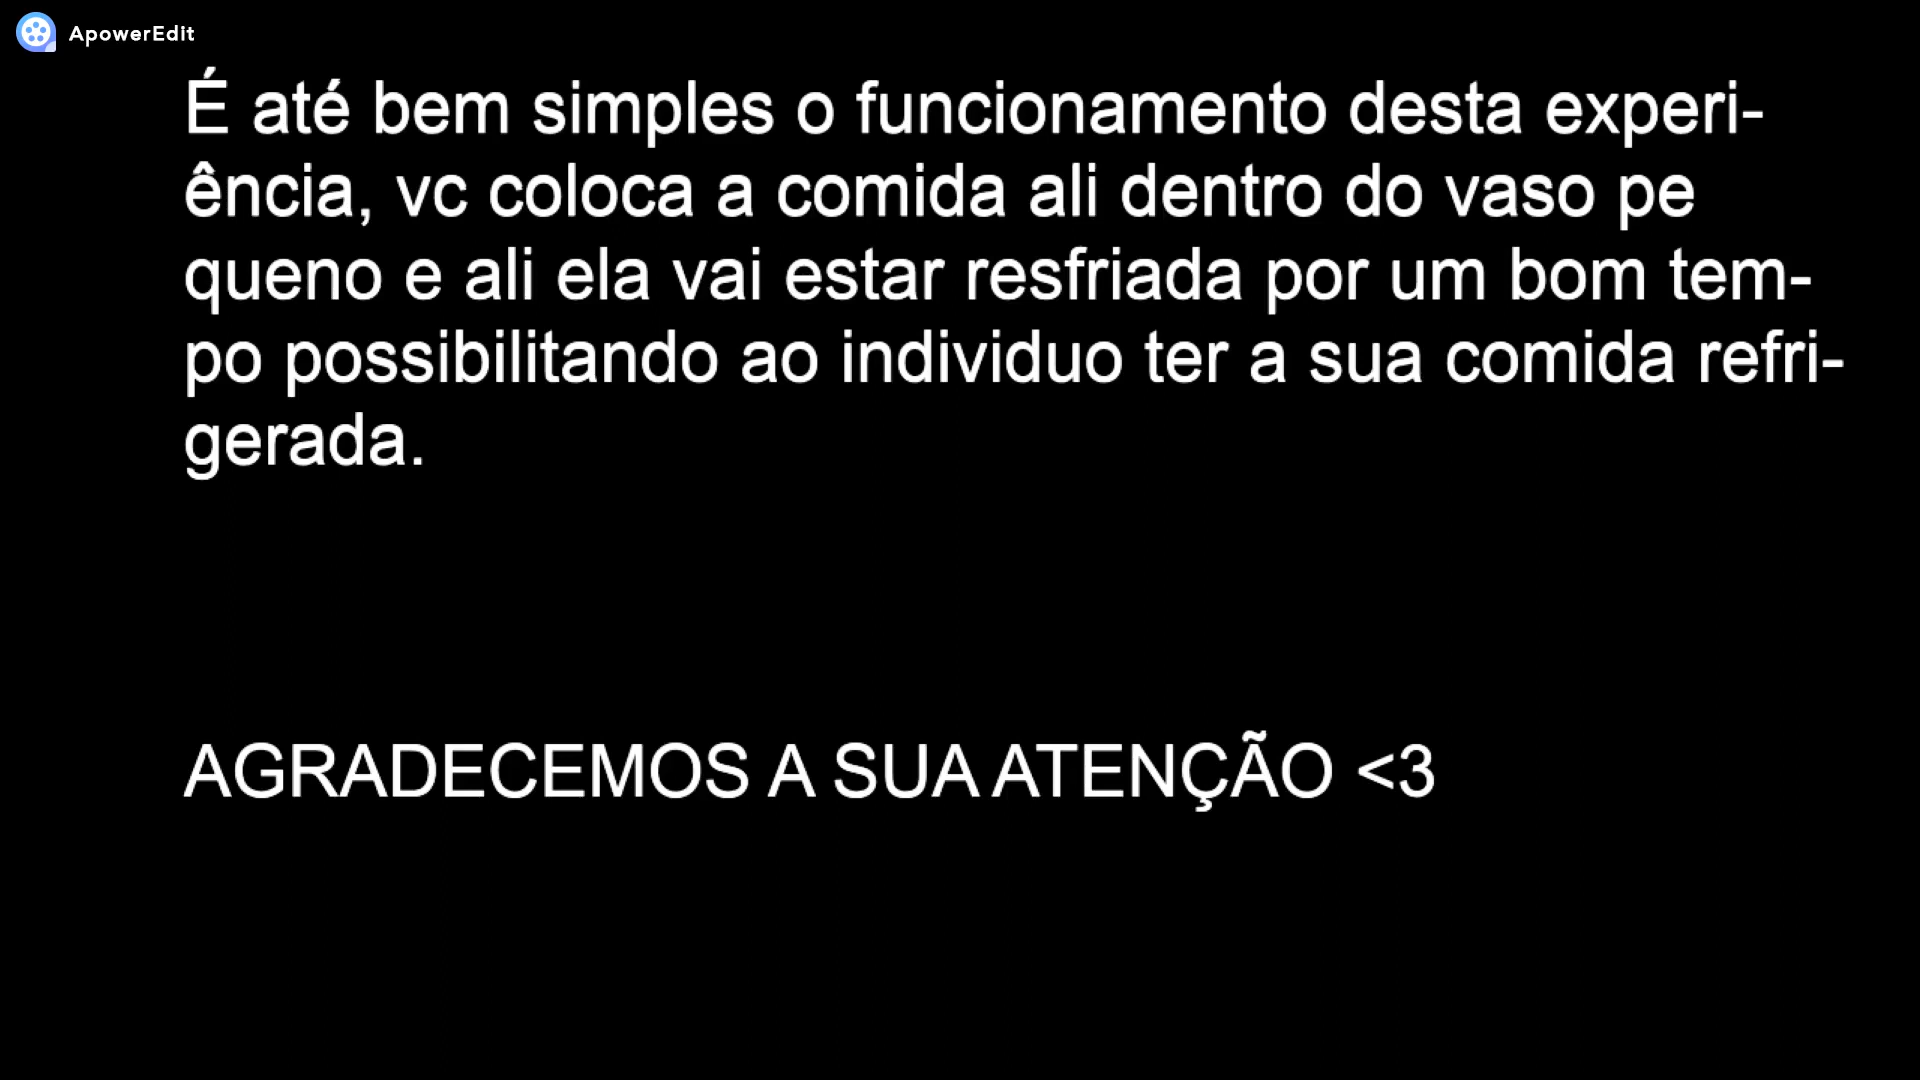 ApowerEdit
É até bem simples o funcionamento desta experi-
ência, vc coloca a comida ali dentro do vaso pe
queno e ali ela vai estar resfriada por um bom tem-
po possibilitando ao individuo ter a sua comida refri-
gerada.
AGRADECEMOS A SUA ATENÇÃO <3